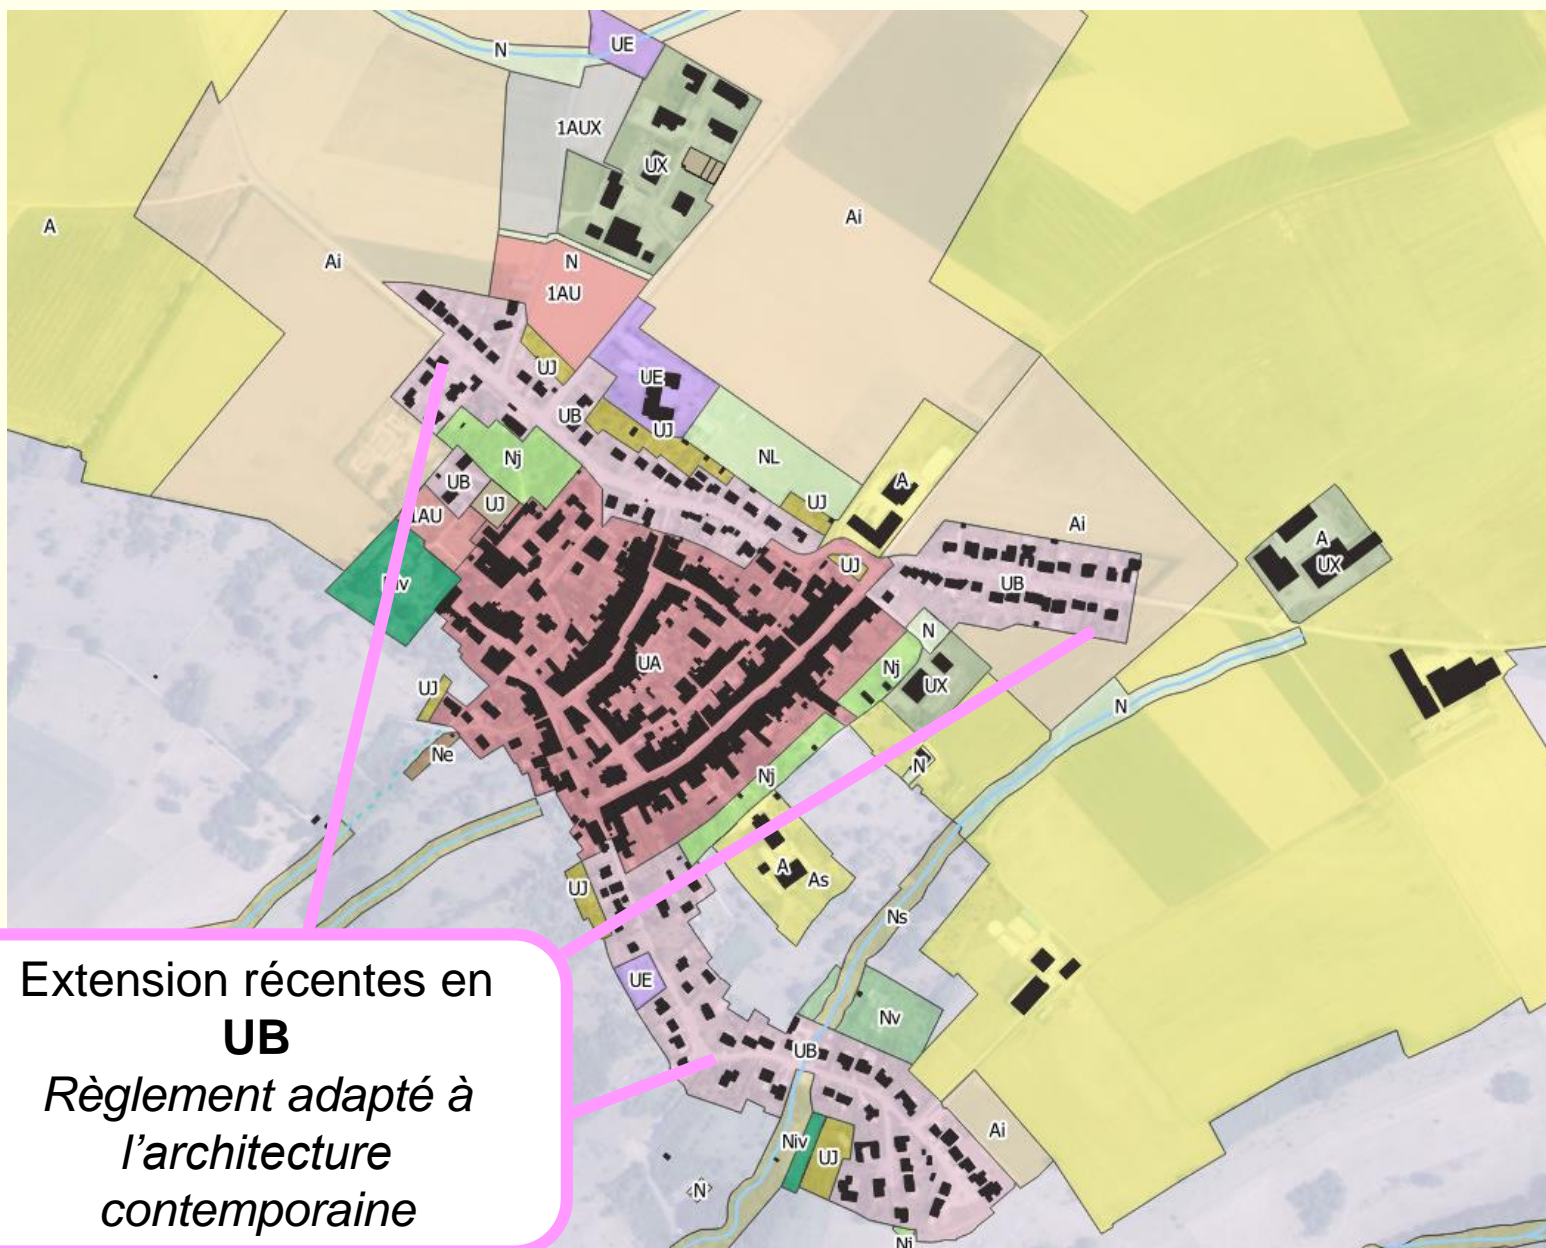 N
UE
1AUX
UX
A
Ai
Ai
N
1AU
UJ
UE
UB
UJ
Nj
NL
UB
UJ
UJ
A
1AU
Ai
A
UX
UJ
UB
Niv
N
UA
Nj
UX
UJ
N
Ne
N
Nj
A
As
UJ
Ns
UE
Nv
UB
Ai
Niv
UJ
N
Nj
Extension récentes en
UB
Règlement adapté à
l’architecture
contemporaine